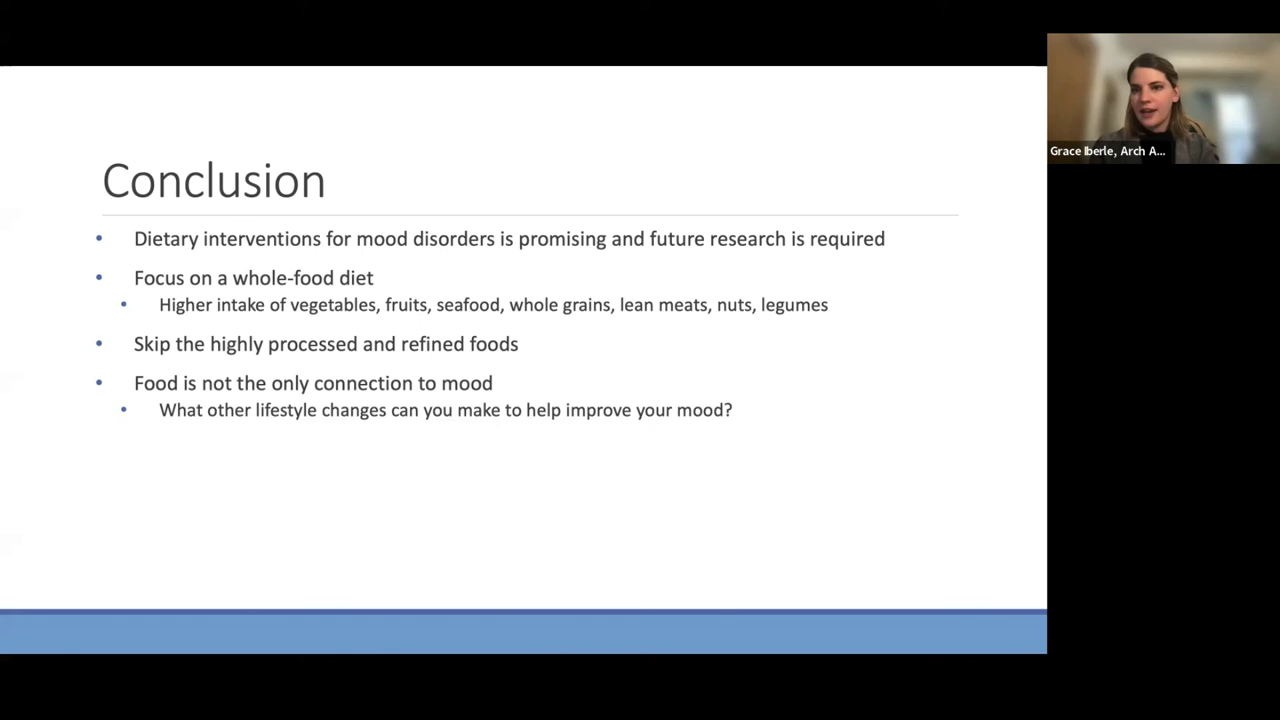 Conclusion
• Dietary interventions for mood disorders is promising and future research is required
• Focus on a whole-food diet
• Higher intake of vegetables, fruits, seafood, whole grains, lean meats, nuts, legumes
• Skip the highly processed and refined foods
• Food is not the only connection to mood
• What other lifestyle changes can you make to help improve your mood?
Grace Iberle, Arch A...